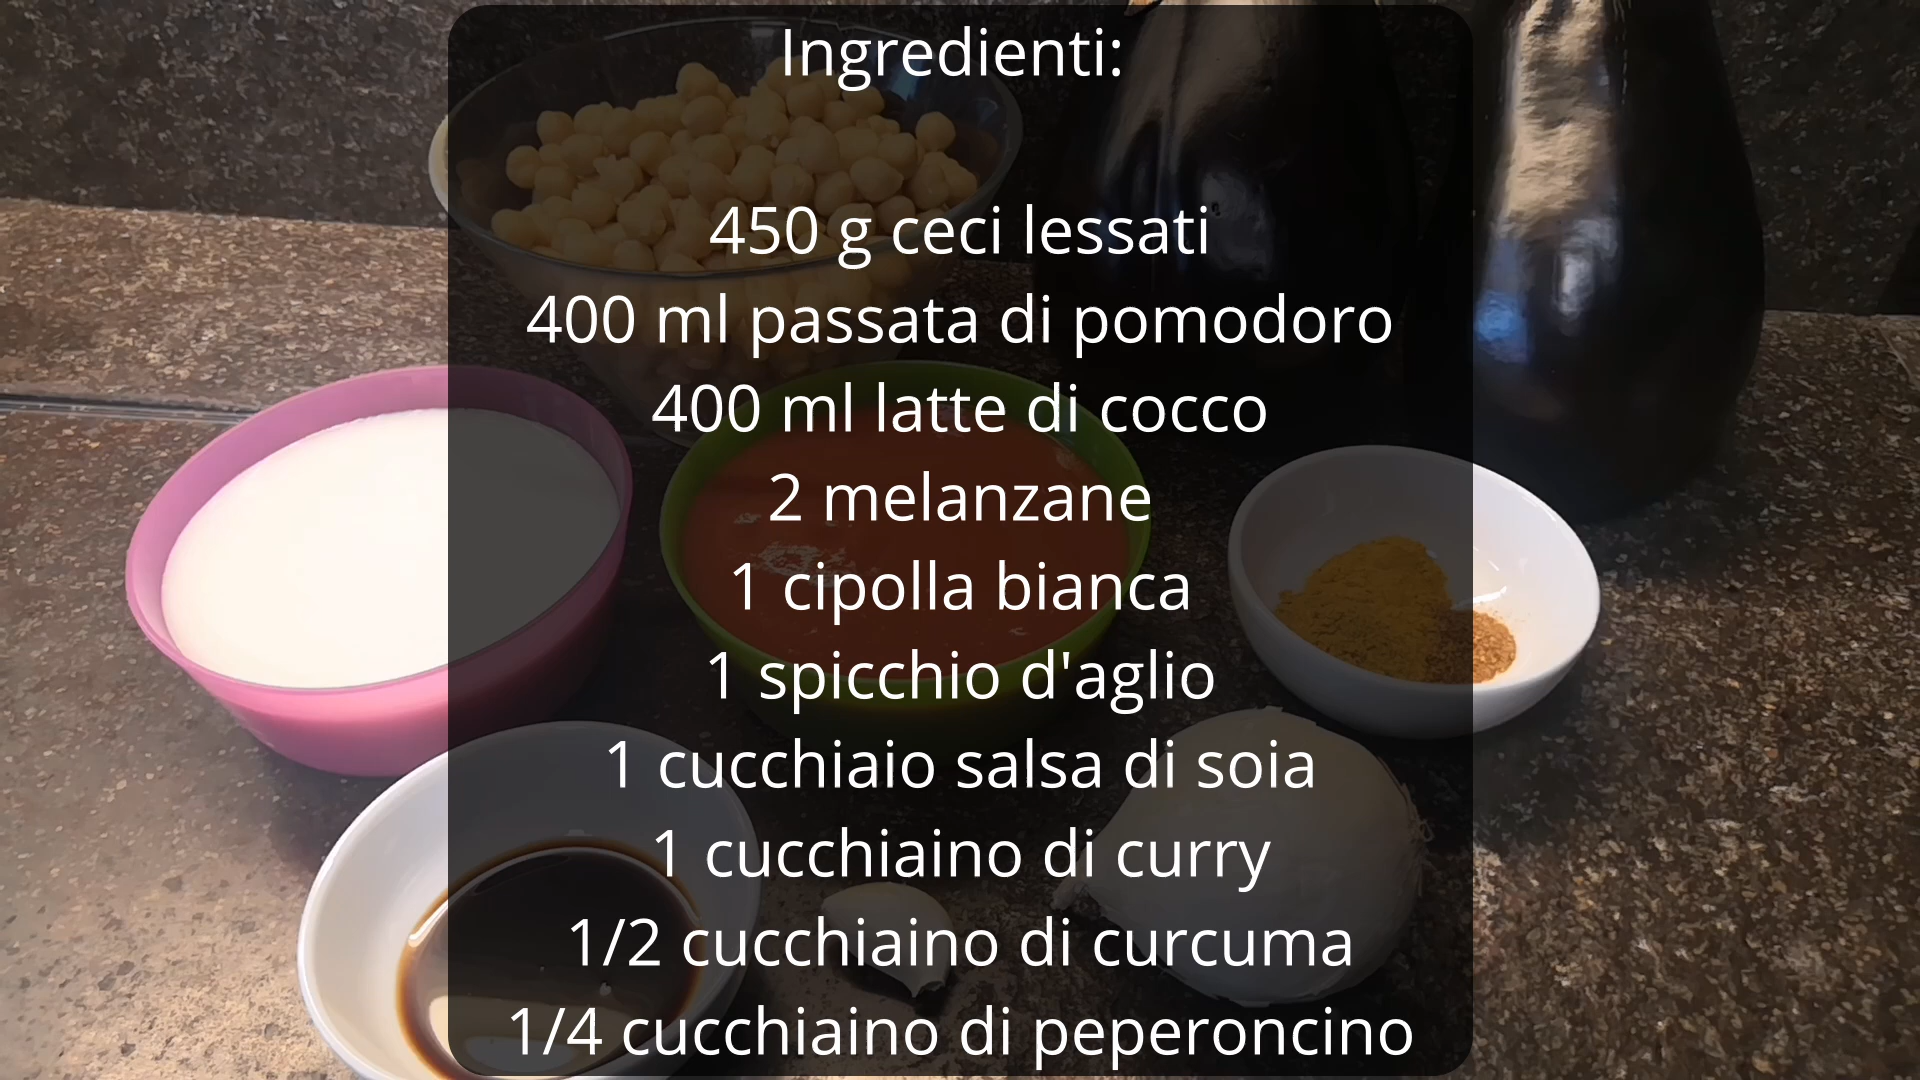 Ingredienti:
450 g ceci lessati
400 ml passata di pomodoro
400 ml latte di cocco
2 melanzane
1 cipolla bianca
1 spicchio d'aglio
1 cucchiaio salsa di soia
1 cucchiaino di curry
1/2 cucchiaino di curcuma
1/4 cucchiaino di peperoncino